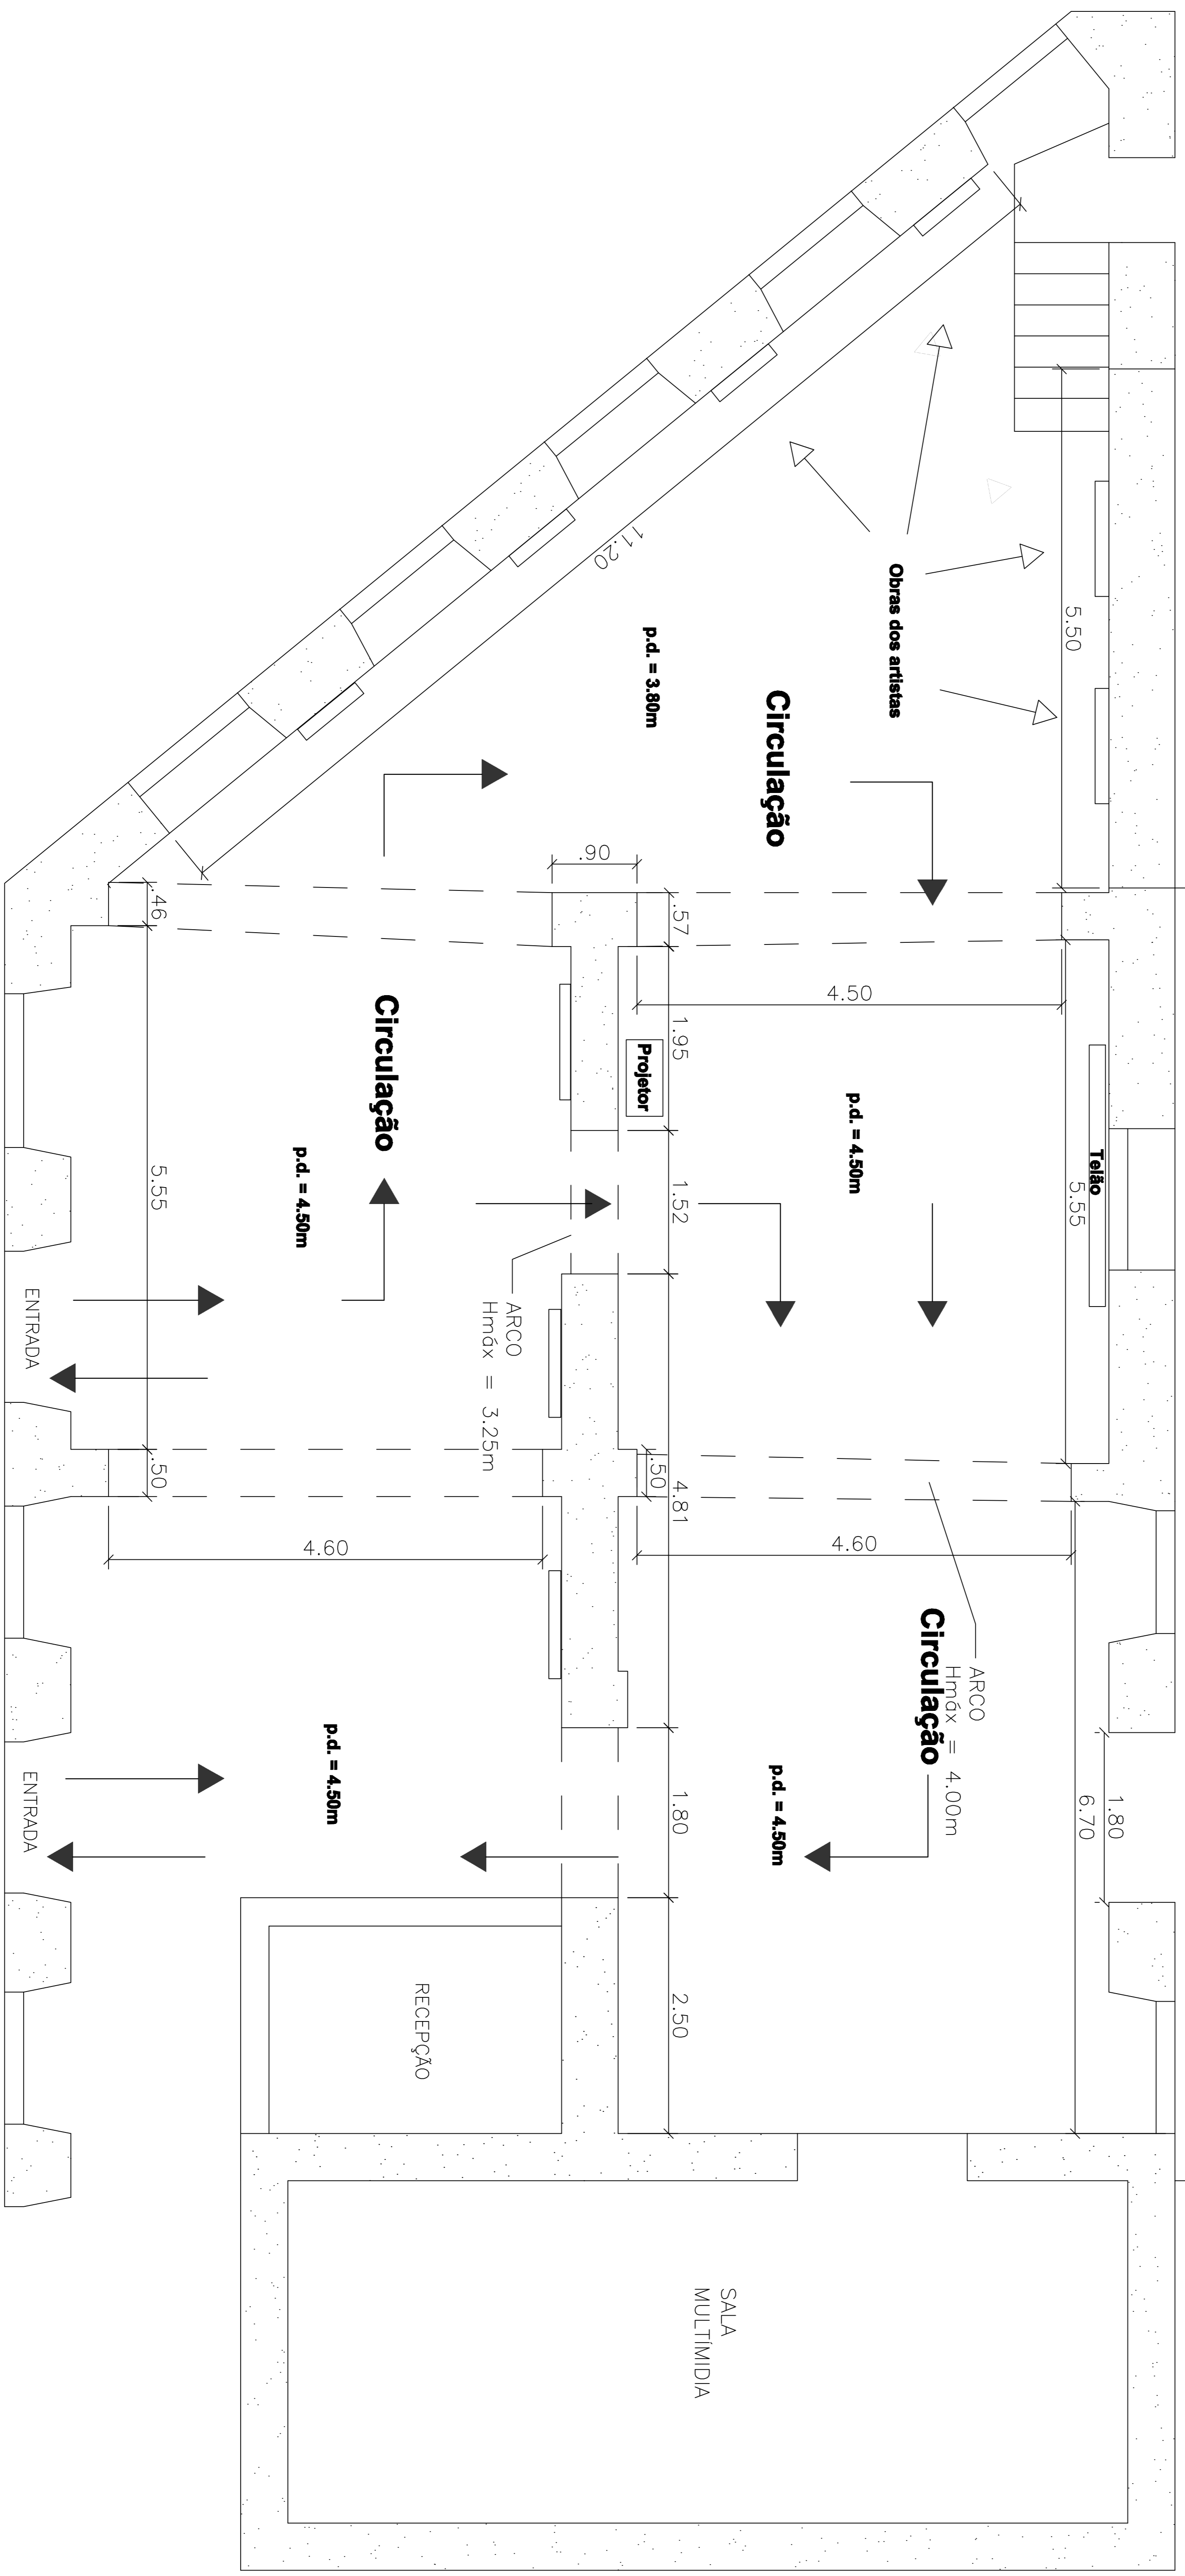 5.50
Obras dos artistas
Circulação
p.d. = 3.80m
11.20
.90
.57
.46
4.50
1.95
Projetor
Circulação
p.d. = 4.50m
Telão
5.55
1.52
p.d. = 4.50m
5.55
ENTRADA
ARCO
Hmáx = 3.25m
.50
.50
4.81
4.60
4.60
ARCO
Hmáx = 4.00m
Circulação
p.d. = 4.50m
p.d. = 4.50m
1.80
6.70
1.80
ENTRADA
2.50
RECEPÇÃO
SALA
MULTÍMIDIA